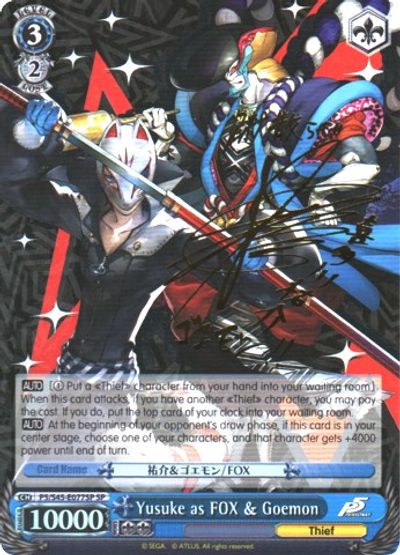 LEVEL
3
2
COST
AUTO [① Put a «Thief» character from your hand into your waiting room]
When this card attacks, if you have another «Thief» character, you may
pay the cost. If you do, put the top card of your clock into your waiting room.
AUTO At the beginning of your opponent's draw phase, if this card is in your
center stage, choose one of your characters, and that character gets +4000
power until end of turn.
Card Name
祐介&ゴエモン/FOX
CH P5/S45-E077SP SP
10000
Yusuke as FOX & Goemon
P5
Thief
© SEGA. © ATLUS. All rights reserved.